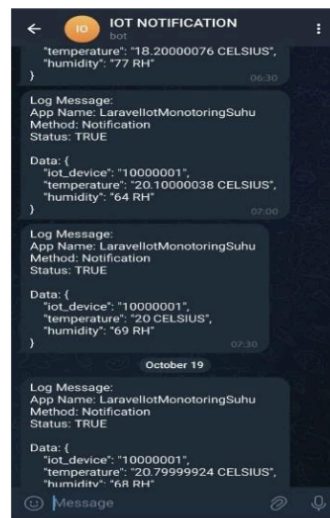 IO
IOT NOTIFICATION
bot
"temperature": "18.20000076 CELSIUS",
"humidity": "77 RH"
}
06:30
Log Message:
App Name: LaravelIotMonotoringSuhu
Method: Notification
Status: TRUE
Data: {
"iot_device": "10000001",
"temperature": "20.10000038 CELSIUS",
"humidity": "64 RH"
}
07:00
Log Message:
App Name: LaravelIotMonotoringSuhu
Method: Notification
Status: TRUE
Data: {
"iot_device": "10000001",
"temperature": "20 CELSIUS",
"humidity": "69 RH"
}
07:30
October 19
Log Message:
App Name: LaravelIotMonotoringSuhu
Method: Notification
Status: TRUE
Data: {
"iot_device": "10000001",
"temperature": "20.79999924 CELSIUS",
"humidity": "68 RH"
Message